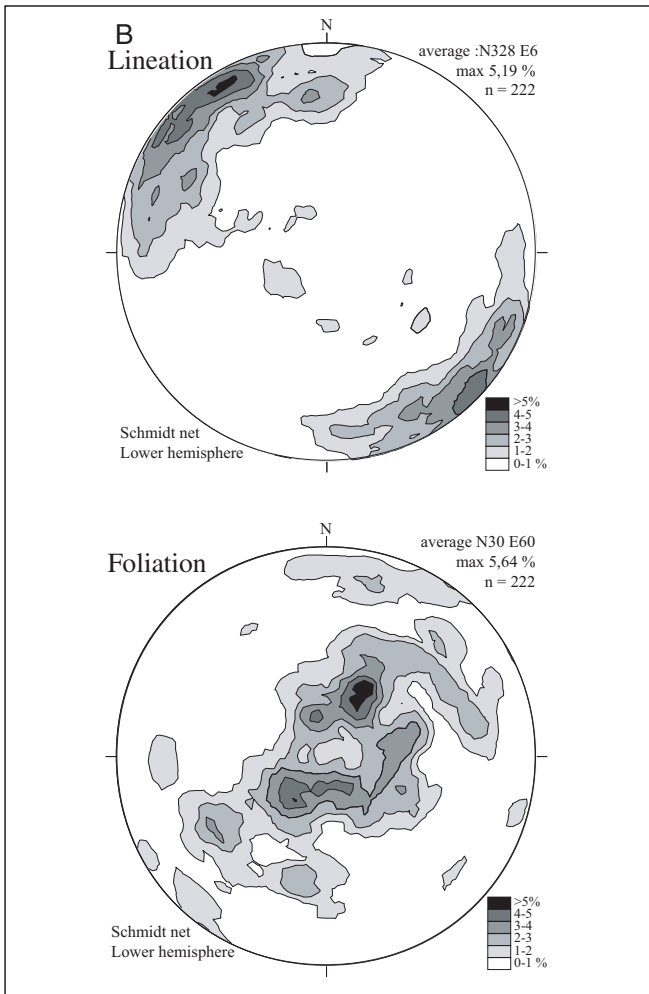 B
Lineation
N
average :N328 E6
max 5,19 %
n = 222
Schmidt net
Lower hemisphere
>5%
4-5
3-4
2-3
1-2
0-1 %
Foliation
N
average N30 E60
max 5,64 %
n = 222
Schmidt net
Lower hemisphere
>5%
4-5
3-4
2-3
1-2
0-1 %